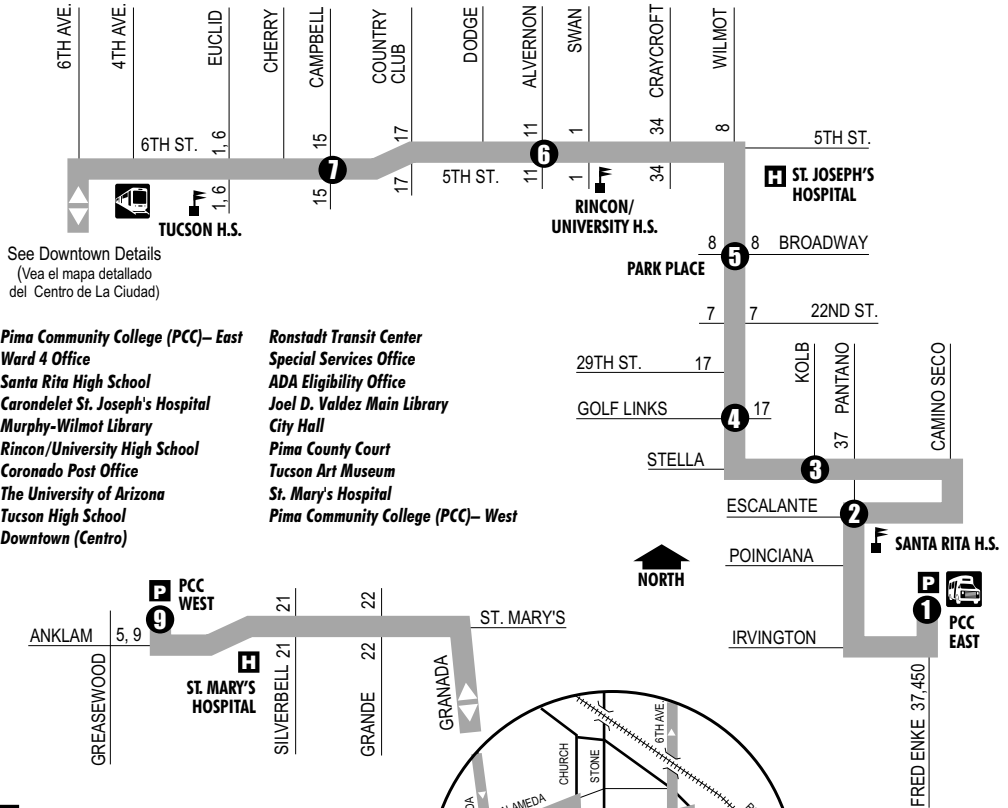 6TH AVE.
4TH AVE.
EUCLID
CHERRY
CAMPBELL
COUNTRY
CLUB
DODGE
ALVERNON
SWAN
CRAYCROFT
WILMOT
6TH ST.
1, 6
15
17
11
1
34
8
5TH ST.
7
6
5TH ST.
1, 6
15
17
11
1
34
H ST. JOSEPH'S
HOSPITAL
TUCSON H.S.
RINCON/
UNIVERSITY H.S.
See Downtown Details
(Vea el mapa detallado
del Centro de La Ciudad)
8 5 8 BROADWAY
PARK PLACE
7 7 22ND ST.
29TH ST. 17
GOLF LINKS 4 17
KOLB
37 PANTANO
CAMINO SECO
STELLA
3
ESCALANTE
2
SANTA RITA H.S.
POINCIANA
NORTH
P
1
PCC
EAST
IRVINGTON
FRED ENKE 37,450
Pima Community College (PCC)– East
Ward 4 Office
Santa Rita High School
Carondelet St. Joseph's Hospital
Murphy-Wilmot Library
Rincon/University High School
Coronado Post Office
The University of Arizona
Tucson High School
Downtown (Centro)
Ronstadt Transit Center
Special Services Office
ADA Eligibility Office
Joel D. Valdez Main Library
City Hall
Pima County Court
Tucson Art Museum
St. Mary's Hospital
Pima Community College (PCC)– West
P PCC
WEST
9
21
22
ST. MARY'S
ANKLAM 5, 9
H
ST. MARY'S
HOSPITAL
GREASEWOOD
SILVERBELL 21
GRANDE 22
GRANADA
CHURCH
STONE
6TH AVE.